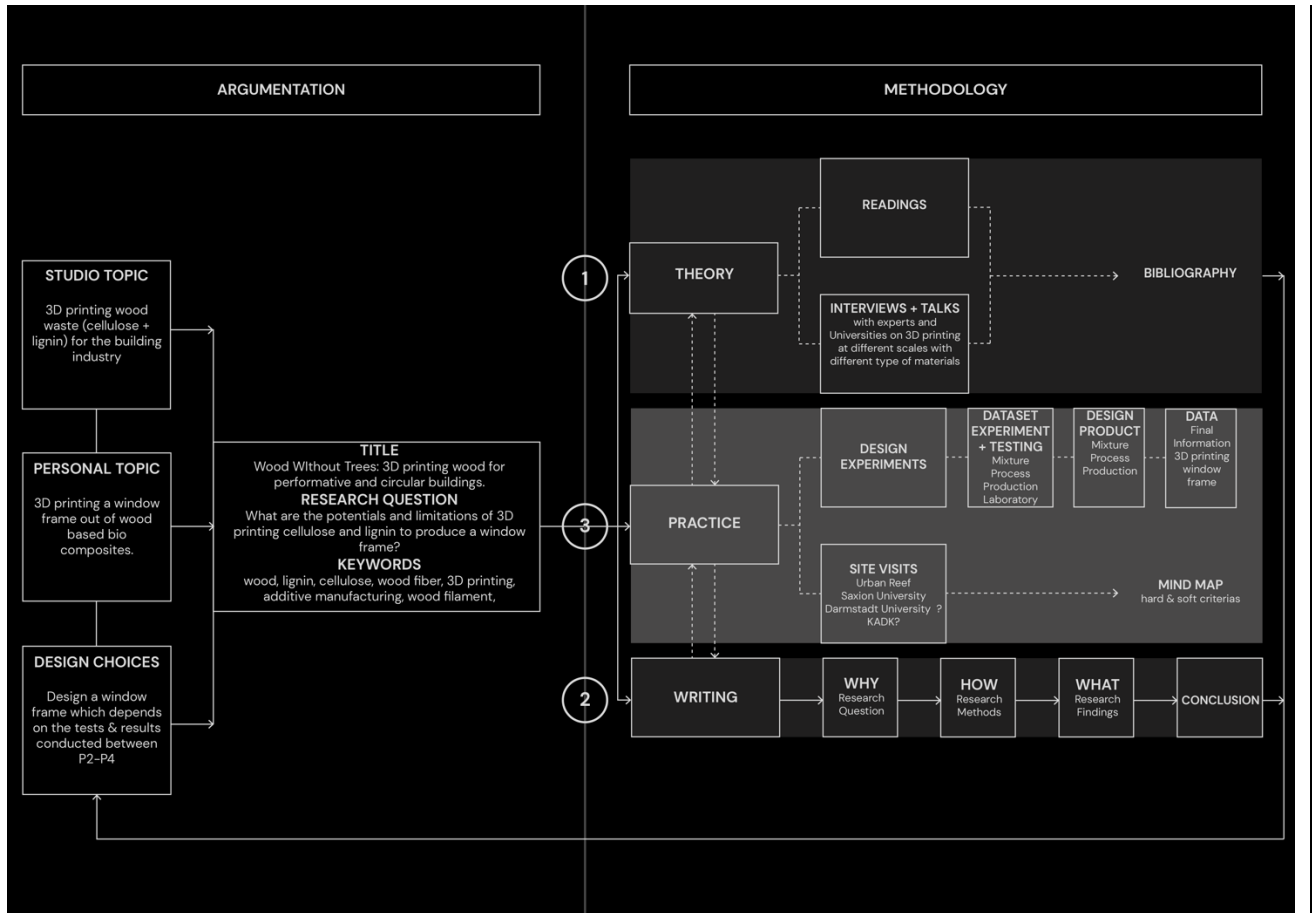 ARGUMENTATION
METHODOLOGY
STUDIO TOPIC
3D printing wood
waste (cellulose +
lignin) for the building
industry
PERSONAL TOPIC
3D printing a window
frame out of wood
based bio
composites.
DESIGN CHOICES
Design a window
frame which depends
on the tests & results
conducted between
P2-P4
TITLE
Wood WIthout Trees: 3D printing wood for
performative and circular buildings.
RESEARCH QUESTION
What are the potentials and limitations of 3D
printing cellulose and lignin to produce a window
frame?
KEYWORDS
wood, lignin, cellulose, wood fiber, 3D printing,
additive manufacturing, wood filament,
1
THEORY
READINGS
INTERVIEWS + TALKS
with experts and
Universities on 3D printing
at different scales with
different type of materials
BIBLIOGRAPHY
3
PRACTICE
DESIGN
EXPERIMENTS
DATASET
EXPERIMENT
+ TESTING
Mixture
Process
Production
Laboratory
DESIGN
PRODUCT
Mixture
Process
Production
DATA
Final
Information
3D printing
window
frame
SITE VISITS
Urban Reef
Saxion University
Darmstadt University ?
KADK?
MIND MAP
hard & soft criterias
2
WRITING
WHY
Research
Question
HOW
Research
Methods
WHAT
Research
Findings
CONCLUSION